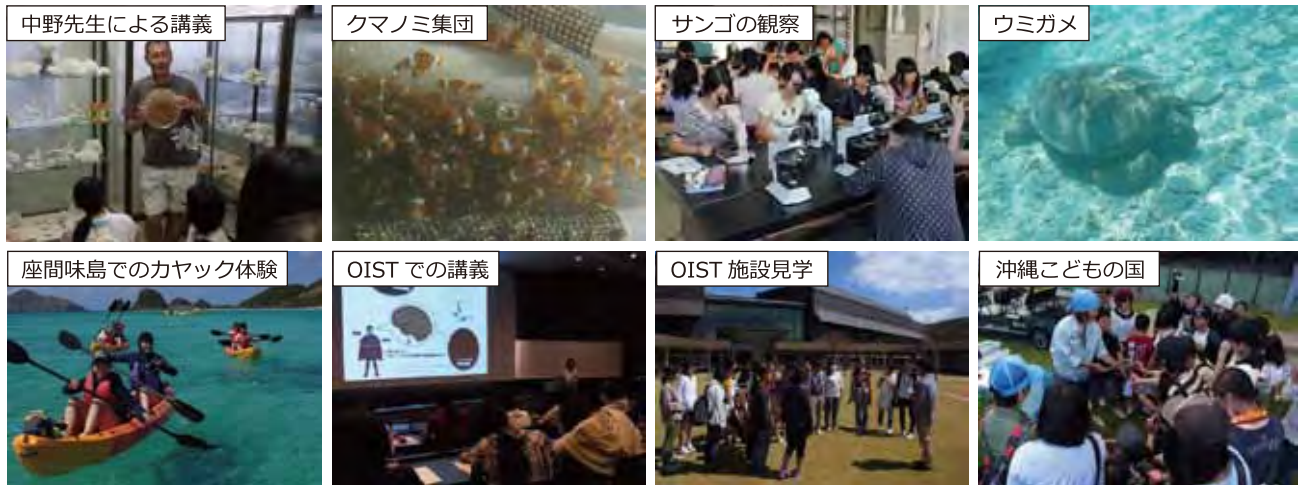 中野先生による講義
クマノミ集団
サンゴの観察
ウミガメ
座間味島でのカヤック体験
OIST での講義
OIST 施設見学
沖縄こどもの国